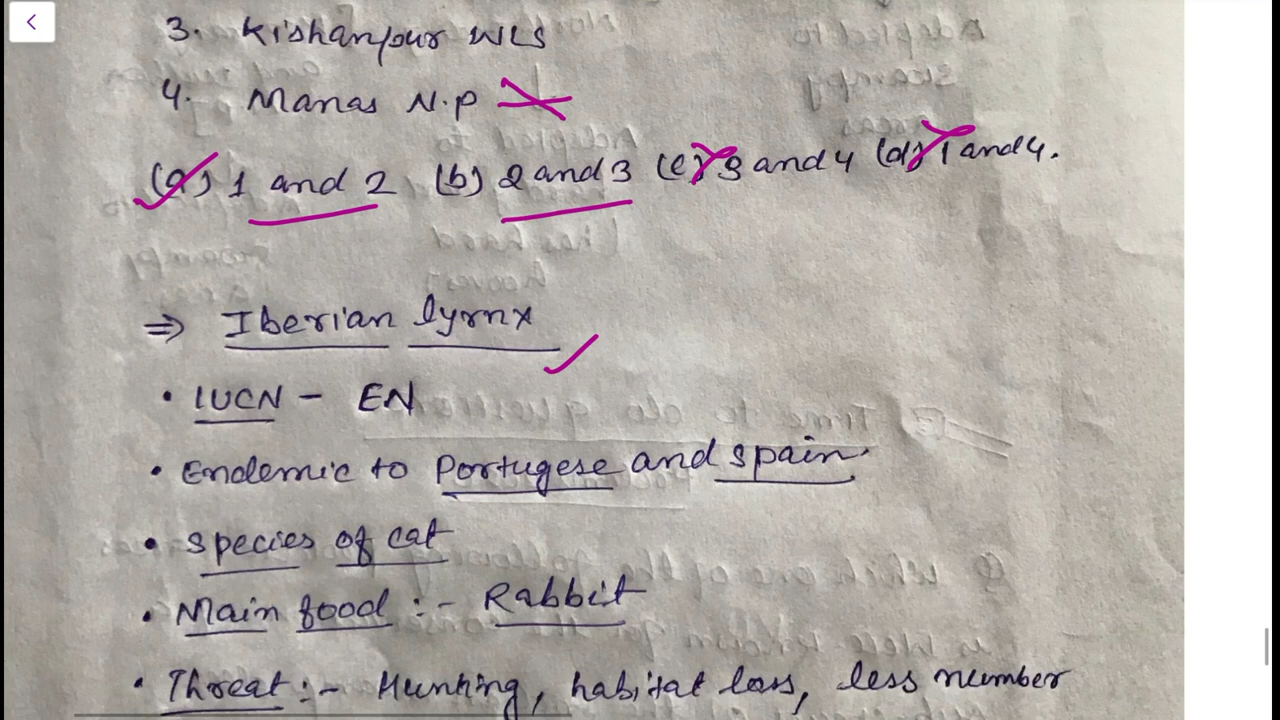 3. Kishanpur WLS
4. Manas N.P
(a) 1 and 2 (b) 2 and 3 (c) 3 and 4 (d) 1 and 4.
⇒ Iberian lyrnx
• IUCN - EN
• Endemic to Portugese and spain.
• species of cat
• Main food :- Rabbit
• Threat :- Hunting, habitat loss, less number